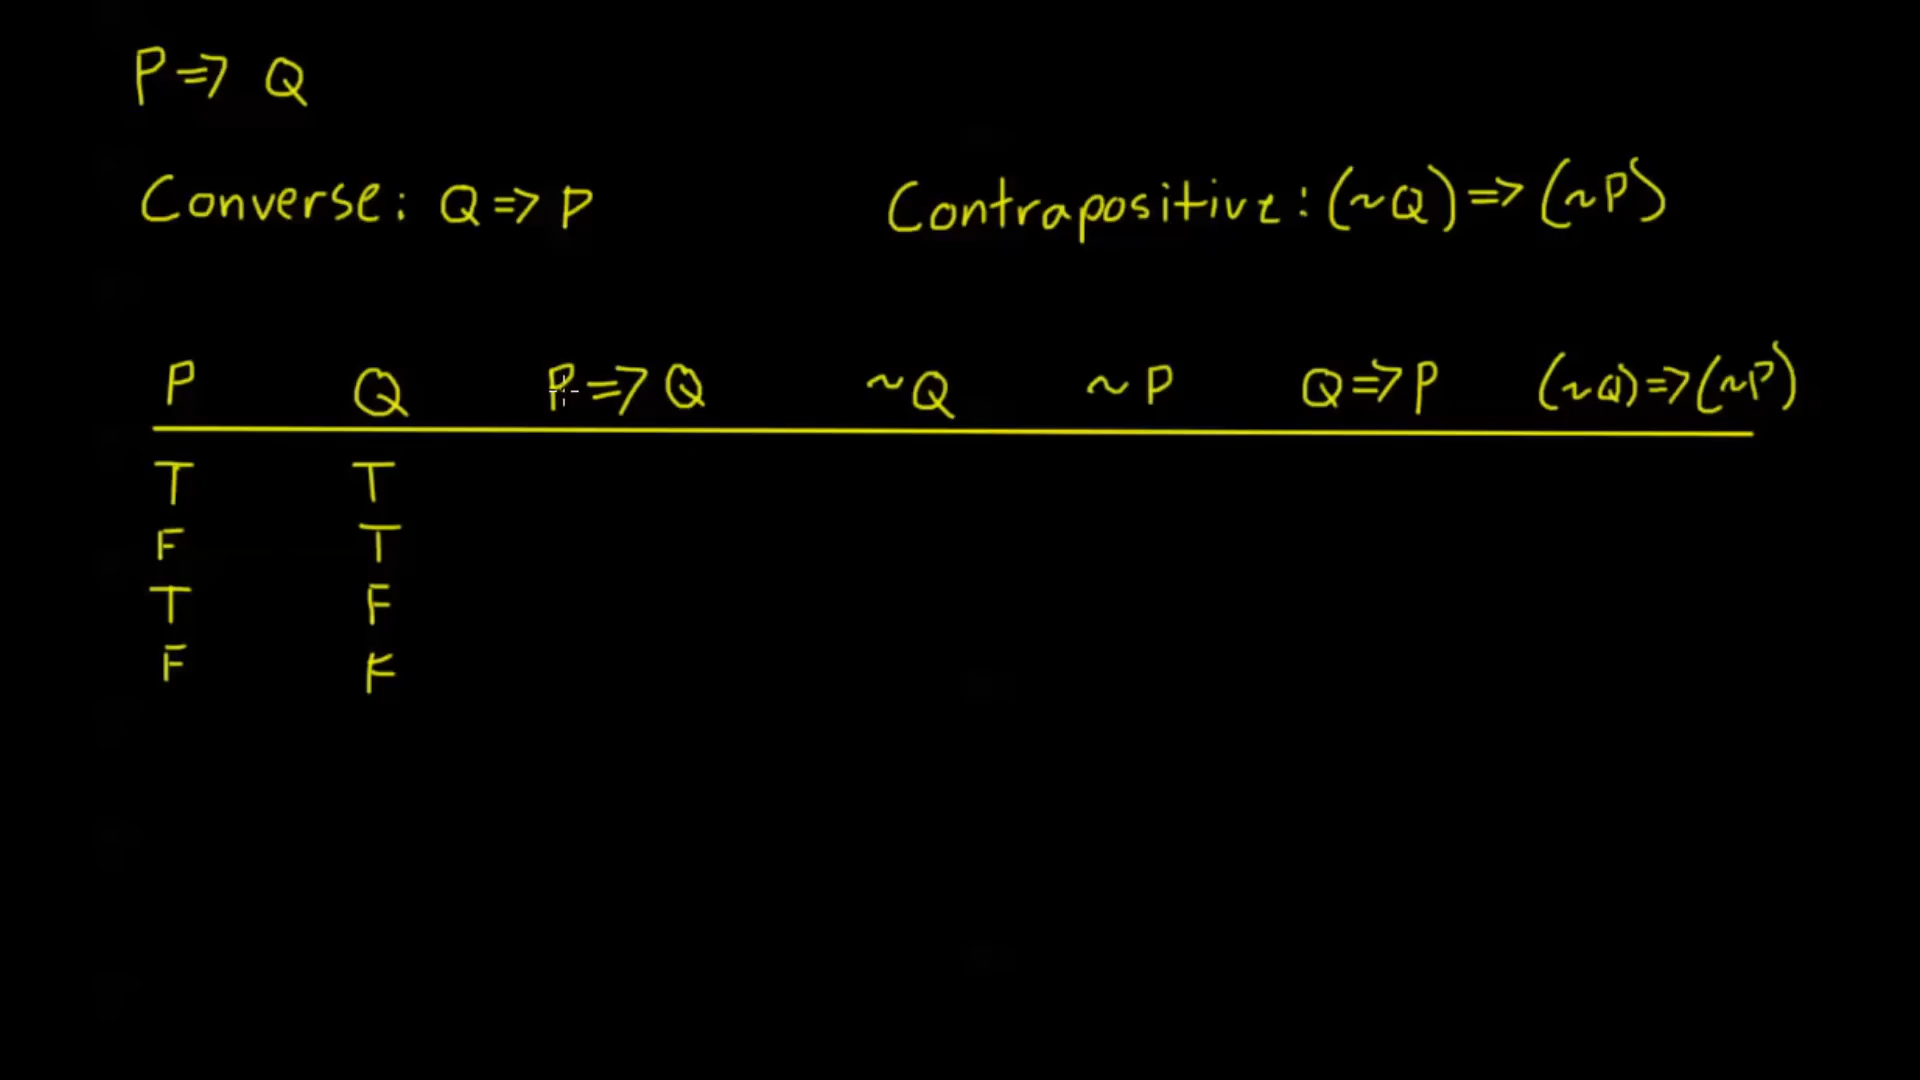 P => Q
Converse: Q => P
Contrapositive: (~Q) => (~P)
P Q P => Q ~Q ~P Q => P (~Q) => (~P)
T T
F T
T F
F F